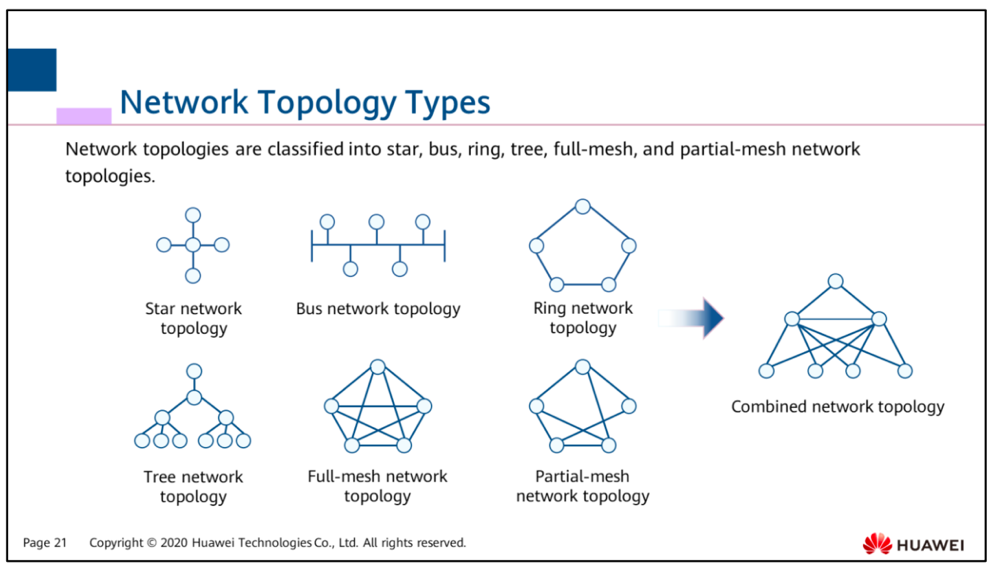 Network Topology Types
Network topologies are classified into star, bus, ring, tree, full-mesh, and partial-mesh network
topologies.
Star network
topology
Bus network topology
Ring network
topology
Tree network
topology
Full-mesh network
topology
Partial-mesh
network topology
Combined network topology
Page 21
Copyright © 2020 Huawei Technologies Co., Ltd. All rights reserved.
HUAWEI